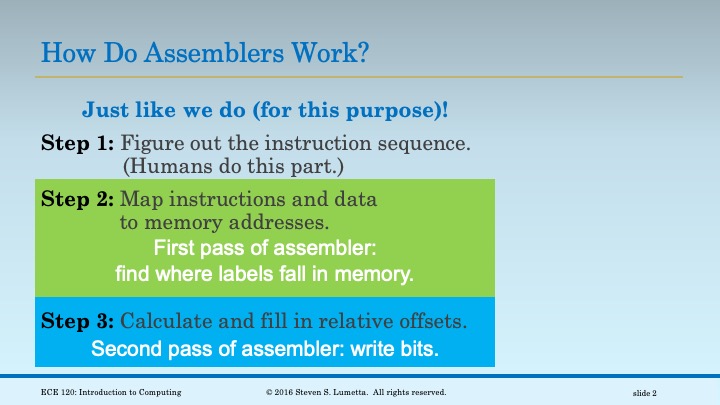 How Do Assemblers Work?
Just like we do (for this purpose)!
Step 1: Figure out the instruction sequence.
(Humans do this part.)
Step 2: Map instructions and data
to memory addresses.
First pass of assembler:
find where labels fall in memory.
Step 3: Calculate and fill in relative offsets.
Second pass of assembler: write bits.
ECE 120: Introduction to Computing
© 2016 Steven S. Lumetta. All rights reserved.
slide 2